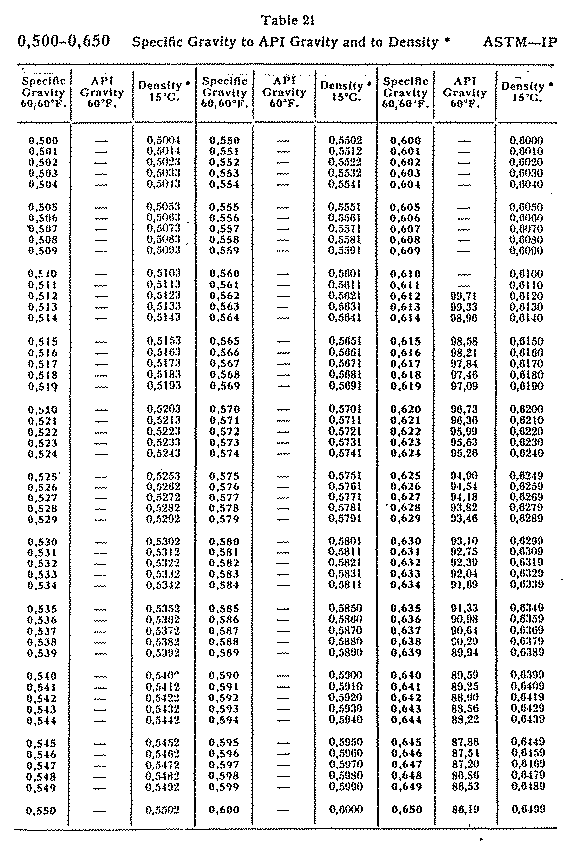 Table 21
0,500–0,650 Specific Gravity to API Gravity and to Density * ASTM—IP
Specific API Density * Specific API Density * Specific API Density *
Gravity Gravity 15°C. Gravity Gravity 15°C. Gravity Gravity 15°C.
60/60°F. 60°F. 60/60°F. 60°F. 60/60°F. 60°F.
0,500 — 0,5004 0,550 — 0,5502 0,600 — 0,6000
0,501 — 0,5014 0,551 — 0,5512 0,601 — 0,6010
0,502 — 0,5023 0,552 — 0,5522 0,602 — 0,6020
0,503 — 0,5033 0,553 — 0,5532 0,603 — 0,6030
0,504 — 0,5043 0,554 — 0,5541 0,604 — 0,6040
0,505 — 0,5053 0,555 — 0,5551 0,605 — 0,6050
0,506 — 0,5063 0,556 — 0,5561 0,606 — 0,6060
0,507 — 0,5073 0,557 — 0,5571 0,607 — 0,6070
0,508 — 0,5083 0,558 — 0,5581 0,608 — 0,6080
0,509 — 0,5093 0,559 — 0,5591 0,609 — 0,6090
0,510 — 0,5103 0,560 — 0,5601 0,610 — 0,6100
0,511 — 0,5113 0,561 — 0,5611 0,611 — 0,6110
0,512 — 0,5123 0,562 — 0,5621 0,612 99,71 0,6120
0,513 — 0,5133 0,563 — 0,5631 0,613 99,33 0,6130
0,514 — 0,5143 0,564 — 0,5641 0,614 98,96 0,6140
0,515 — 0,5153 0,565 — 0,5651 0,615 98,58 0,6150
0,516 — 0,5163 0,566 — 0,5661 0,616 98,21 0,6160
0,517 — 0,5173 0,567 — 0,5671 0,617 97,84 0,6170
0,518 — 0,5183 0,568 — 0,5681 0,618 97,46 0,6180
0,519 — 0,5193 0,569 — 0,5691 0,619 97,09 0,6190
0,510 — 0,5203 0,570 — 0,5701 0,620 96,73 0,6200
0,521 — 0,5213 0,571 — 0,5711 0,621 96,36 0,6210
0,522 — 0,5223 0,572 — 0,5721 0,622 95,99 0,6220
0,523 — 0,5233 0,573 — 0,5731 0,623 95,63 0,6230
0,524 — 0,5243 0,574 — 0,5741 0,624 95,26 0,6240
0,525 — 0,5253 0,575 — 0,5751 0,625 94,90 0,6249
0,526 — 0,5262 0,576 — 0,5761 0,626 94,54 0,6259
0,527 — 0,5272 0,577 — 0,5771 0,627 94,18 0,6269
0,528 — 0,5282 0,578 — 0,5781 0,628 93,82 0,6279
0,529 — 0,5292 0,579 — 0,5791 0,629 93,46 0,6289
0,530 — 0,5302 0,580 — 0,5801 0,630 93,10 0,6299
0,531 — 0,5312 0,581 — 0,5811 0,631 92,75 0,6309
0,532 — 0,5322 0,582 — 0,5821 0,632 92,39 0,6319
0,533 — 0,5332 0,583 — 0,5831 0,633 92,04 0,6329
0,534 — 0,5342 0,584 — 0,5841 0,634 91,69 0,6339
0,535 — 0,5352 0,585 — 0,5850 0,635 91,33 0,6349
0,536 — 0,5362 0,586 — 0,5860 0,636 90,98 0,6359
0,537 — 0,5372 0,587 — 0,5870 0,637 90,64 0,6369
0,538 — 0,5382 0,588 — 0,5880 0,638 90,29 0,6379
0,539 — 0,5392 0,589 — 0,5890 0,639 89,94 0,6389
0,540 — 0,590 — 0,5900 0,640 89,59 0,6399
0,541 — 0,5412 0,591 — 0,5910 0,641 89,25 0,6409
0,542 — 0,5422 0,592 — 0,5920 0,642 88,90 0,6419
0,543 — 0,5432 0,593 — 0,5930 0,643 88,56 0,6429
0,544 — 0,5442 0,594 — 0,5940 0,644 88,22 0,6439
0,545 — 0,5452 0,595 — 0,5950 0,645 87,88 0,6449
0,546 — 0,5462 0,596 — 0,5960 0,646 87,54 0,6459
0,547 — 0,5472 0,597 — 0,5970 0,647 87,20 0,6469
0,548 — 0,5482 0,598 — 0,5980 0,648 86,86 0,6479
0,549 — 0,5492 0,599 — 0,5990 0,649 86,53 0,6489
0,550 — 0,5502 0,600 — 0,6000 0,650 86,19 0,6499